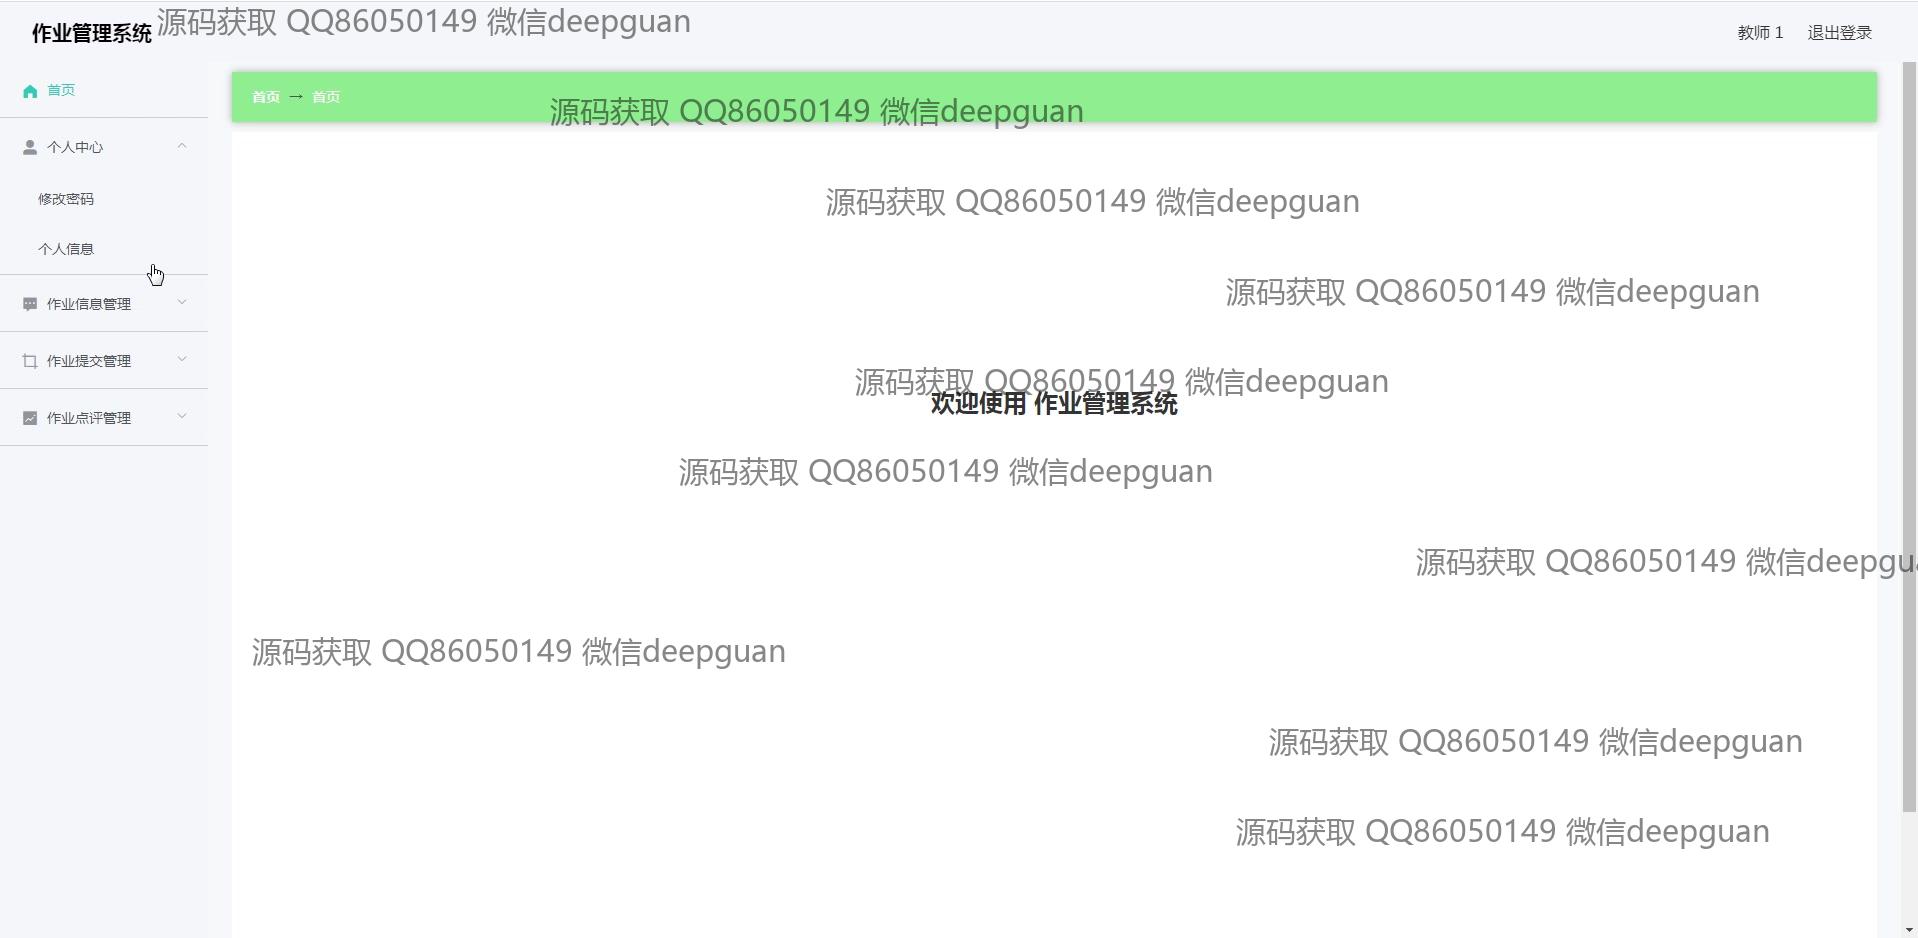 作业管理系统
源码获取 QQ86050149 微信deepguan
教师 1
退出登录
首页
个人中心
修改密码
个人信息
作业信息管理
作业提交管理
作业点评管理
首页 → 首页
源码获取 QQ86050149 微信deepguan
源码获取 QQ86050149 微信deepguan
源码获取 QQ86050149 微信deepguan
源码获取 QQ86050149 微信deepguan
欢迎使用 作业管理系统
源码获取 QQ86050149 微信deepguan
源码获取 QQ86050149 微信deepgu
源码获取 QQ86050149 微信deepguan
源码获取 QQ86050149 微信deepguan
源码获取 QQ86050149 微信deepguan